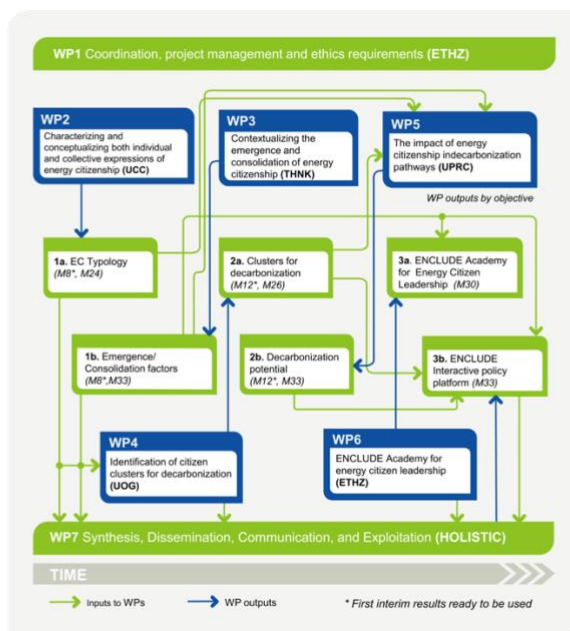 WP1 Coordination, project management and ethics requirements (ETHZ)
WP2
Characterizing and
conceptualizing both individual
and collective expressions of
energy citizenship (UCC)
WP3
Contextualizing the
emergence and
consolidation of energy
citizenship (THNK)
WP5
The impact of energy
citizenship indecarbonization
pathways (UPRC)
WP outputs by objective
1a. EC Typology
(M8*, M24)
2a. Clusters for
decarbonization
(M12*, M26)
3a. ENCLUDE Academy
for Energy Citizen
Leadership (M30)
1b. Emergence/
Consolidation factors
(M8*,M33)
2b. Decarbonization
potential
(M12*, M33)
3b. ENCLUDE
Interactive policy
platform (M33)
WP4
Identification of citizen
clusters for decarbonization
(UOG)
WP6
ENCLUDE Academy for
energy citizen leadership
(ETHZ)
WP7 Synthesis, Dissemination, Communication, and Exploitation (HOLISTIC)
TIME
Inputs to WPs
WP outputs
* First interim results ready to be used